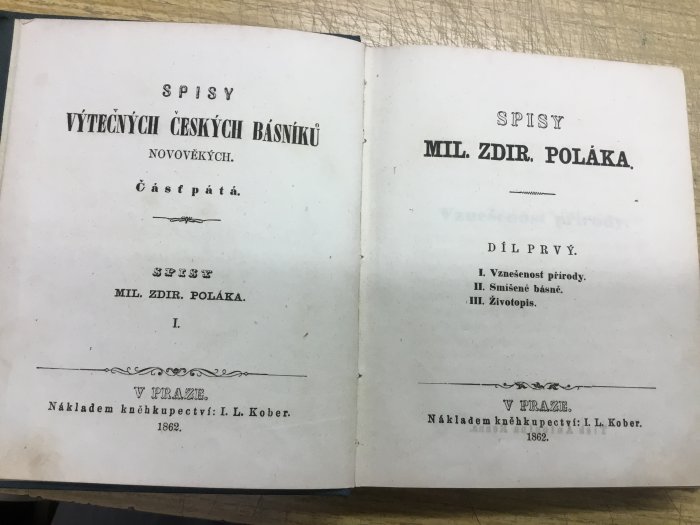 SPISY
VÝTEČNÝCH ČESKÝCH BÁSNÍKŮ
NOVOVĚKÝCH.
Čásť pátá.
SPISY
MIL. ZDIR. POLÁKA.
I.
V PRAZE.
Nákladem kněhkupectví: I. L. Kober.
1862.
SPISY
MIL. ZDIR. POLÁKA.
DÍL PRVÝ.
I. Vznešenost přírody.
II. Smíšené básně.
III. Životopis.
V PRAZE.
Nákladem kněhkupectví: I. L. Kober.
1862.